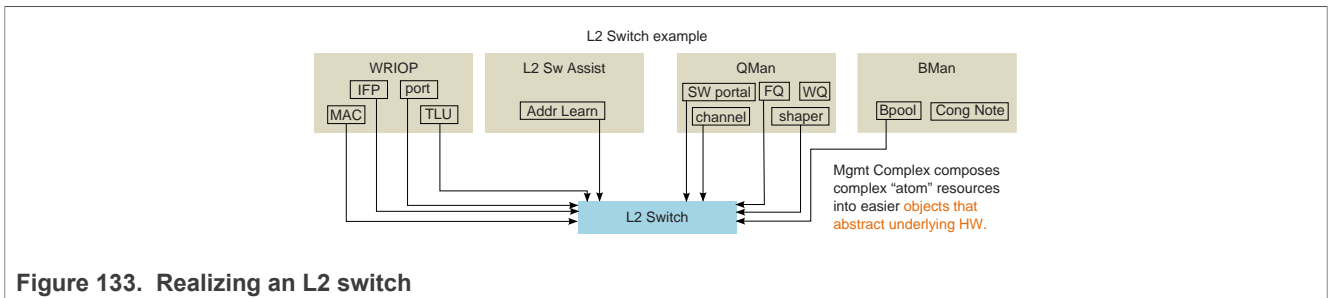 L2 Switch example
WRIOP
L2 Sw Assist
QMan
BMan
IFP
port
MAC
TLU
Addr Learn
SW portal
FQ
WQ
channel
shaper
Bpool
Cong Note
Mgmt Complex composes
complex “atom” resources
into easier objects that
abstract underlying HW.
L2 Switch
Figure 133. Realizing an L2 switch